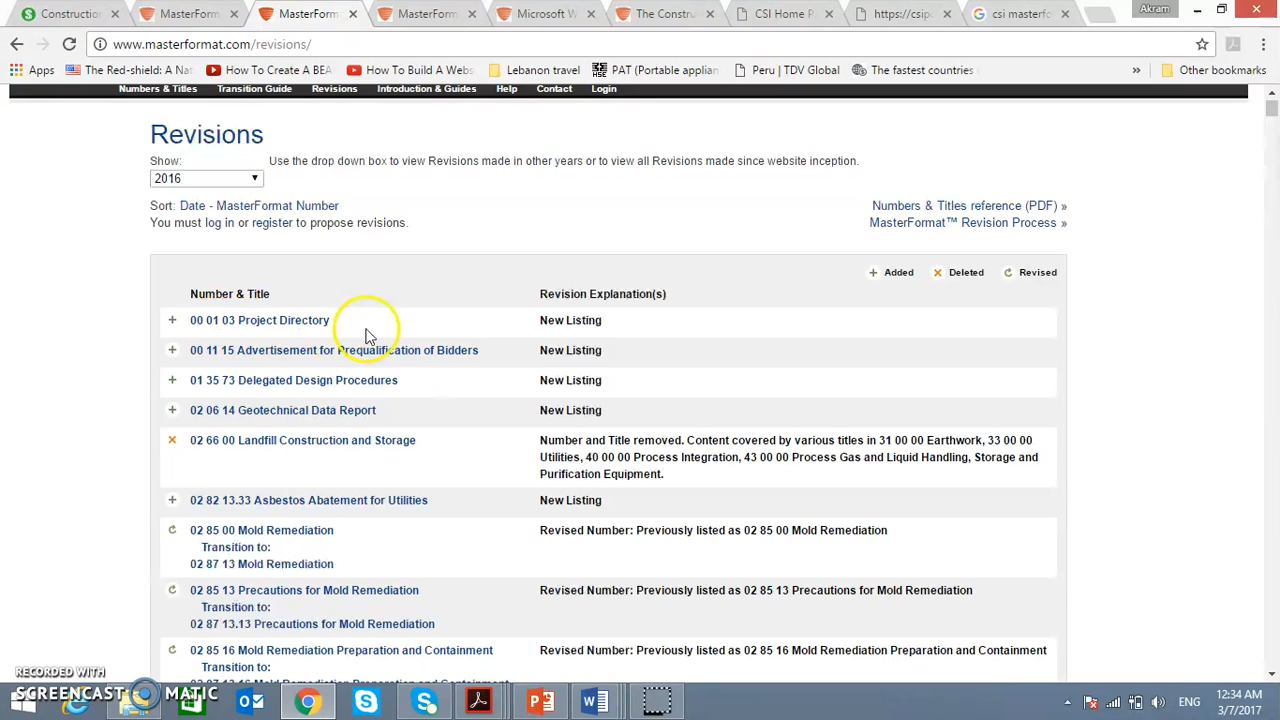 Akram
Construction
MasterForm
MasterForm
MasterForm
Microsoft W
The Constru
CSI Home P
https://csipc
csi masterfo
www.masterformat.com/revisions/
Apps
The Red-shield: A Na
How To Create A BEA
How To Build A Webs
Lebanon travel
PAT (Portable applian
Peru | TDV Global
The fastest countries
»
Other bookmarks
Numbers & Titles
Transition Guide
Revisions
Introduction & Guides
Help
Contact
Login
Revisions
Show:
Use the drop down box to view Revisions made in other years or to view all Revisions made since website inception.
2016
Sort: Date - MasterFormat Number
Numbers & Titles reference (PDF) »
You must log in or register to propose revisions.
MasterFormat™ Revision Process »
+ Added
× Deleted
Revised
Number & Title
Revision Explanation(s)
+ 00 01 03 Project Directory
New Listing
+ 00 11 15 Advertisement for Prequalification of Bidders
New Listing
+ 01 35 73 Delegated Design Procedures
New Listing
+ 02 06 14 Geotechnical Data Report
New Listing
× 02 66 00 Landfill Construction and Storage
Number and Title removed. Content covered by various titles in 31 00 00 Earthwork, 33 00 00
Utilities, 40 00 00 Process Integration, 43 00 00 Process Gas and Liquid Handling, Storage and
Purification Equipment.
+ 02 82 13.33 Asbestos Abatement for Utilities
New Listing
02 85 00 Mold Remediation
Revised Number: Previously listed as 02 85 00 Mold Remediation
Transition to:
02 87 13 Mold Remediation
02 85 13 Precautions for Mold Remediation
Revised Number: Previously listed as 02 85 13 Precautions for Mold Remediation
Transition to:
02 87 13.13 Precautions for Mold Remediation
02 85 16 Mold Remediation Preparation and Containment
Revised Number: Previously listed as 02 85 16 Mold Remediation Preparation and Containment
Transition to:
RECORDED WITH
SCREENCAST MATIC
ENG
12:34 AM
3/7/2017